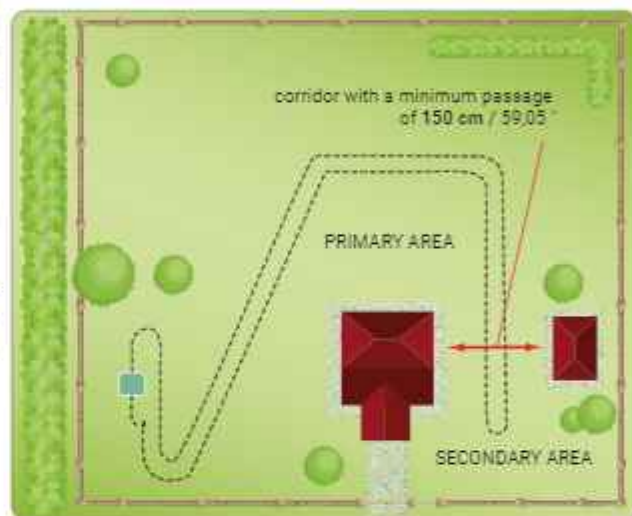 corridor with a minimum passage
of 150 cm / 59,05 "
PRIMARY AREA
SECONDARY AREA